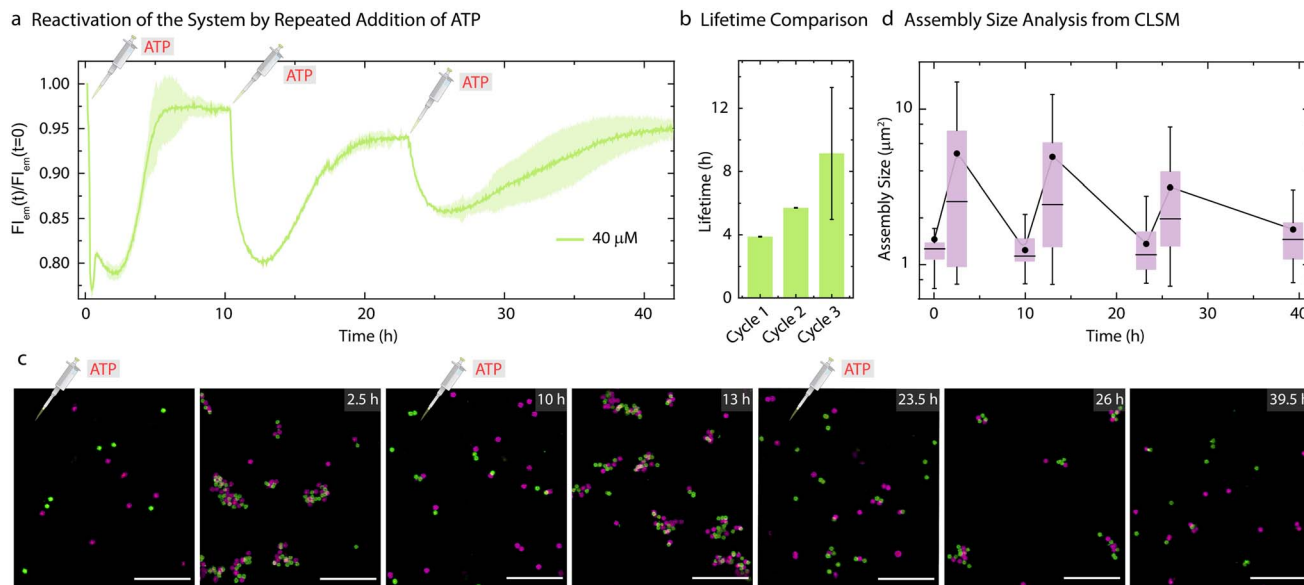 a Reactivation of the System by Repeated Addition of ATP
ATP
ATP
ATP
1.00
0.95
0.90
0.85
0.80
FI_em(t)/FI_em(t=0)
40 μM
0 10 20 30 40
Time (h)
b Lifetime Comparison
12
8
4
0
Lifetime (h)
Cycle 1
Cycle 2
Cycle 3
d Assembly Size Analysis from CLSM
10
1
Assembly Size (μm²)
0 10 20 30 40
Time (h)
c
ATP
2.5 h
ATP
10 h
13 h
ATP
23.5 h
26 h
39.5 h